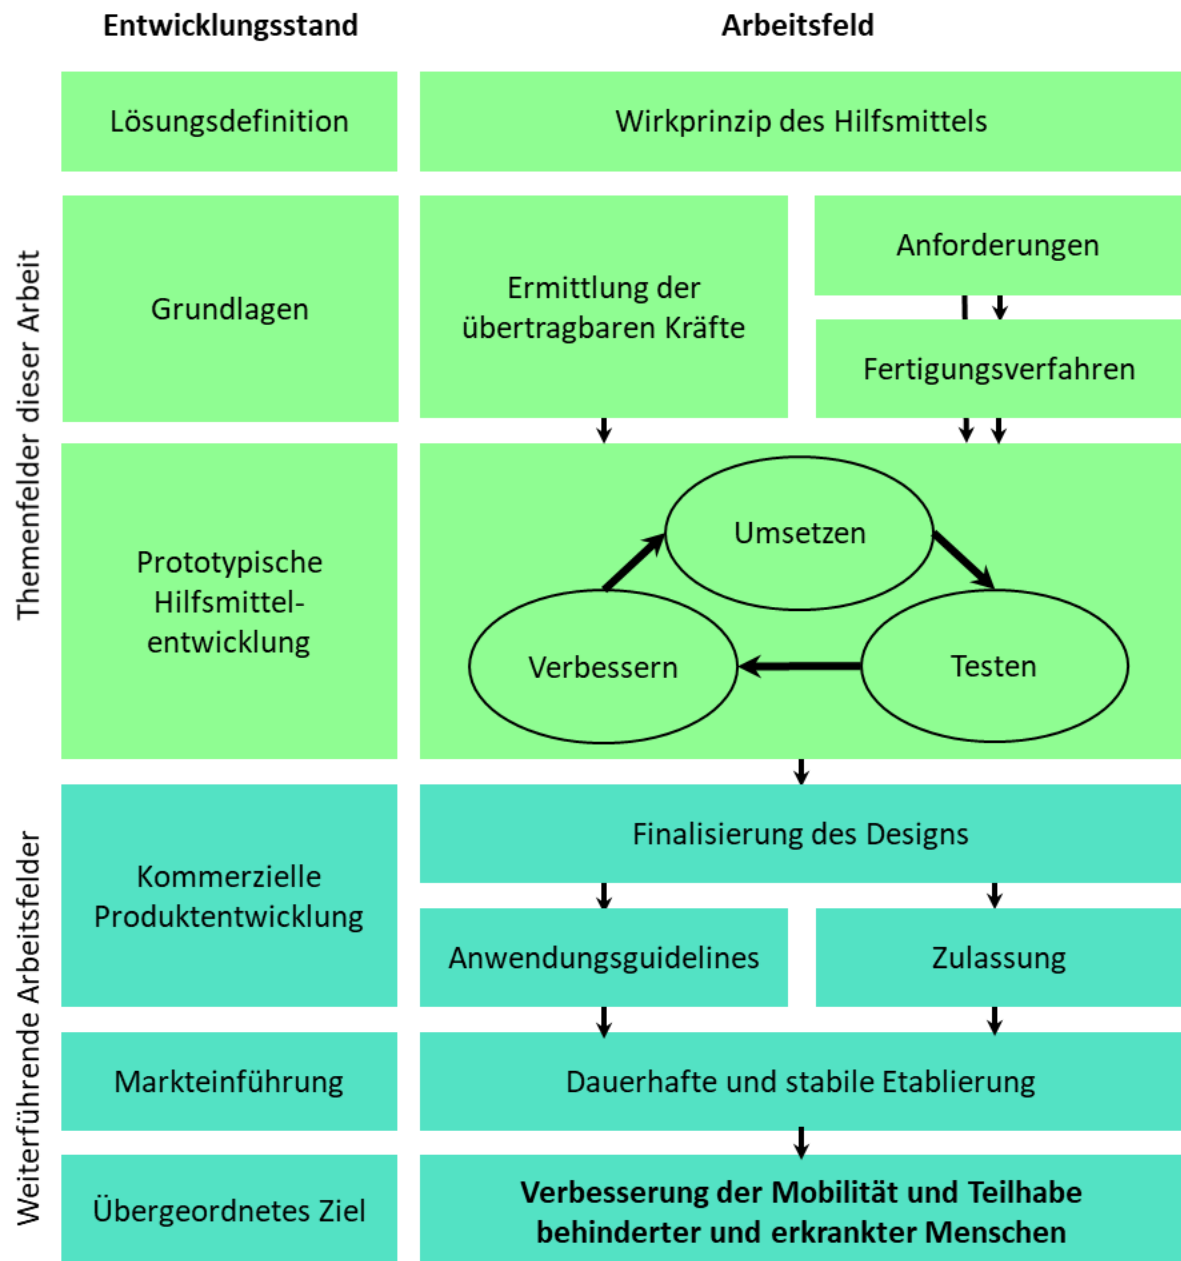 Entwicklungsstand
Arbeitsfeld
Themenfelder dieser Arbeit
Lösungsdefinition
Wirkprinzip des Hilfsmittels
Grundlagen
Ermittlung der
übertragbaren Kräfte
Anforderungen
Fertigungsverfahren
Prototypische
Hilfsmittel-
entwicklung
Umsetzen
Verbessern
Testen
Weiterführende Arbeitsfelder
Kommerzielle
Produktentwicklung
Finalisierung des Designs
Anwendungsguidelines
Zulassung
Markteinführung
Dauerhafte und stabile Etablierung
Übergeordnetes Ziel
Verbesserung der Mobilität und Teilhabe
behinderter und erkrankter Menschen